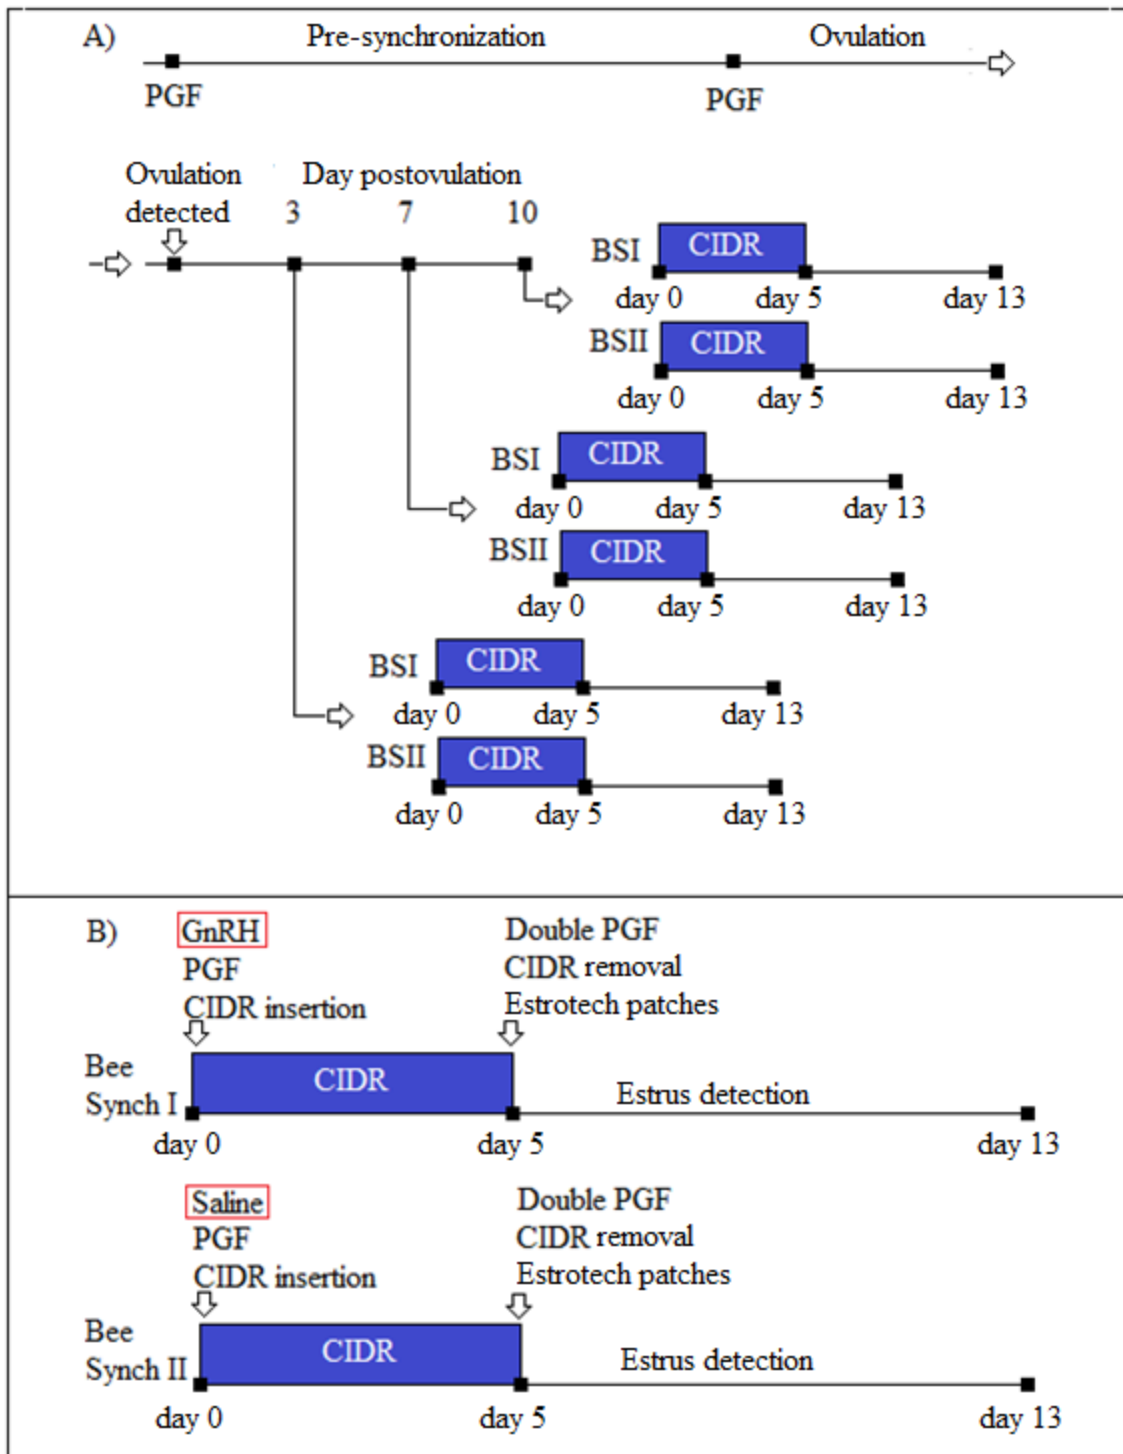 A)
Pre-synchronization
Ovulation
PGF
PGF
Ovulation
detected
Day postovulation
3
7
10
BSI
CIDR
day 0
day 5
day 13
BSII
CIDR
day 0
day 5
day 13
BSI
CIDR
day 0
day 5
day 13
BSII
CIDR
day 0
day 5
day 13
BSI
CIDR
day 0
day 5
day 13
BSII
CIDR
day 0
day 5
day 13
B)
GnRH
PGF
CIDR insertion
Double PGF
CIDR removal
Estrotech patches
Bee
Synch I
CIDR
Estrus detection
day 0
day 5
day 13
Saline
PGF
CIDR insertion
Double PGF
CIDR removal
Estrotech patches
Bee
Synch II
CIDR
Estrus detection
day 0
day 5
day 13